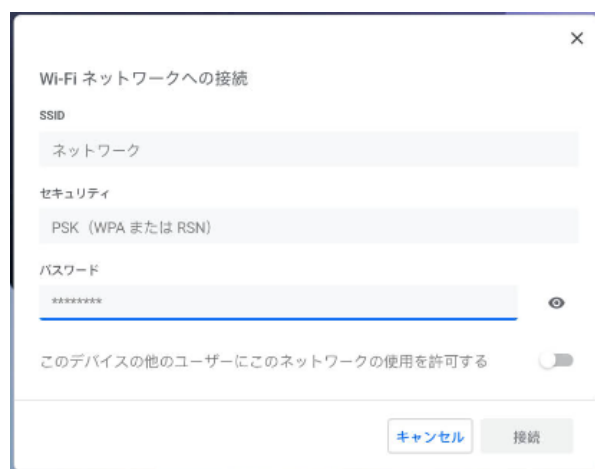 Wi-Fi ネットワークへの接続
SSID
ネットワーク
セキュリティ
PSK（WPA または RSN）
パスワード
********
このデバイスの他のユーザーにこのネットワークの使用を許可する
キャンセル 接続